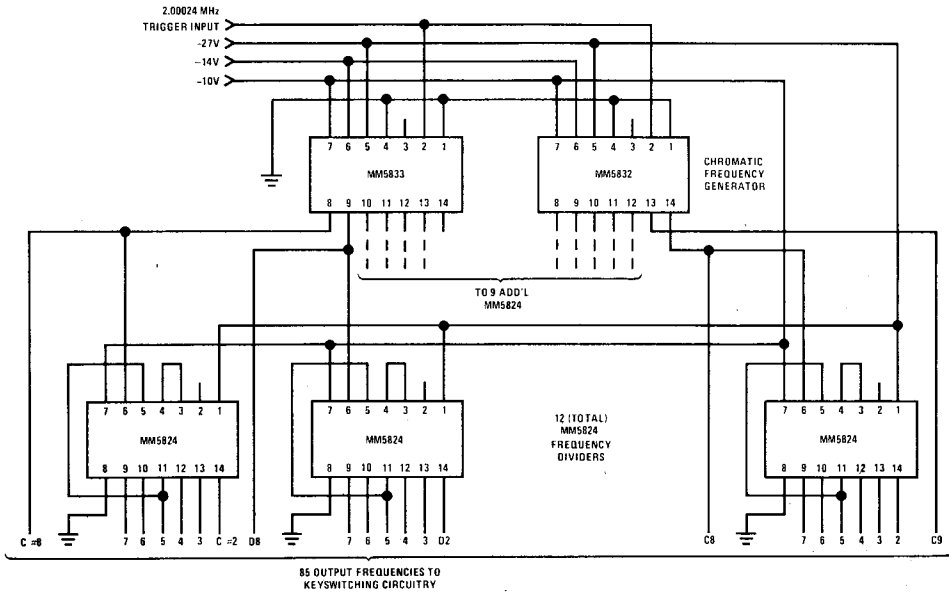 2.00024 MHz
TRIGGER INPUT
-27V
-14V
-10V
7 6 5 4 3 2 1
MM5833
8 9 10 11 12 13 14
7 6 5 4 3 2 1
MM5832
8 9 10 11 12 13 14
CHROMATIC
FREQUENCY
GENERATOR
TO 9 ADD'L
MM5824
7 6 5 4 3 2 1
MM5824
8 9 10 11 12 13 14
7 6 5 4 3 2 1
MM5824
8 9 10 11 12 13 14
12 (TOTAL)
MM5824
FREQUENCY
DIVIDERS
7 6 5 4 3 2 1
MM5824
8 9 10 11 12 13 14
C #8 7 6 5 4 3 C #2 D8 7 6 5 4 3 D2 C8 7 6 5 4 3 2 C9
85 OUTPUT FREQUENCIES TO
KEYSWITCHING CIRCUITRY